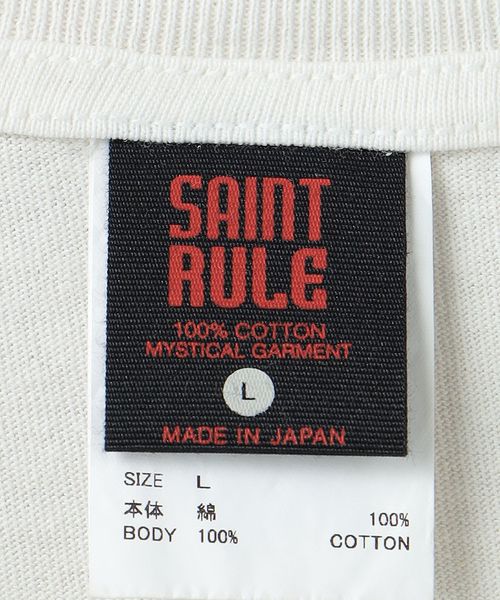 SAINT
RULE
100% COTTON
MYSTICAL GARMENT
L
MADE IN JAPAN
SIZE L
本体 綿 100%
BODY 100% COTTON